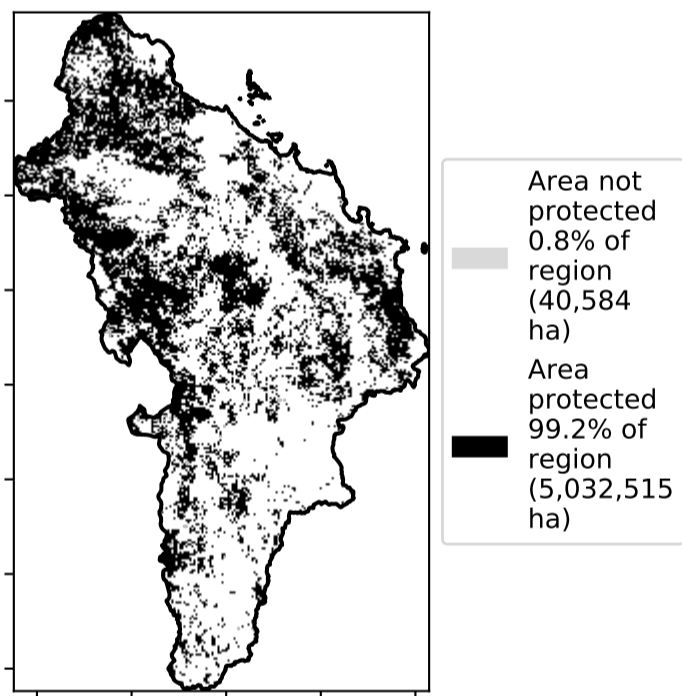 Area not
protected
0.8% of
region
(40,584
ha)
Area
protected
99.2% of
region
(5,032,515
ha)